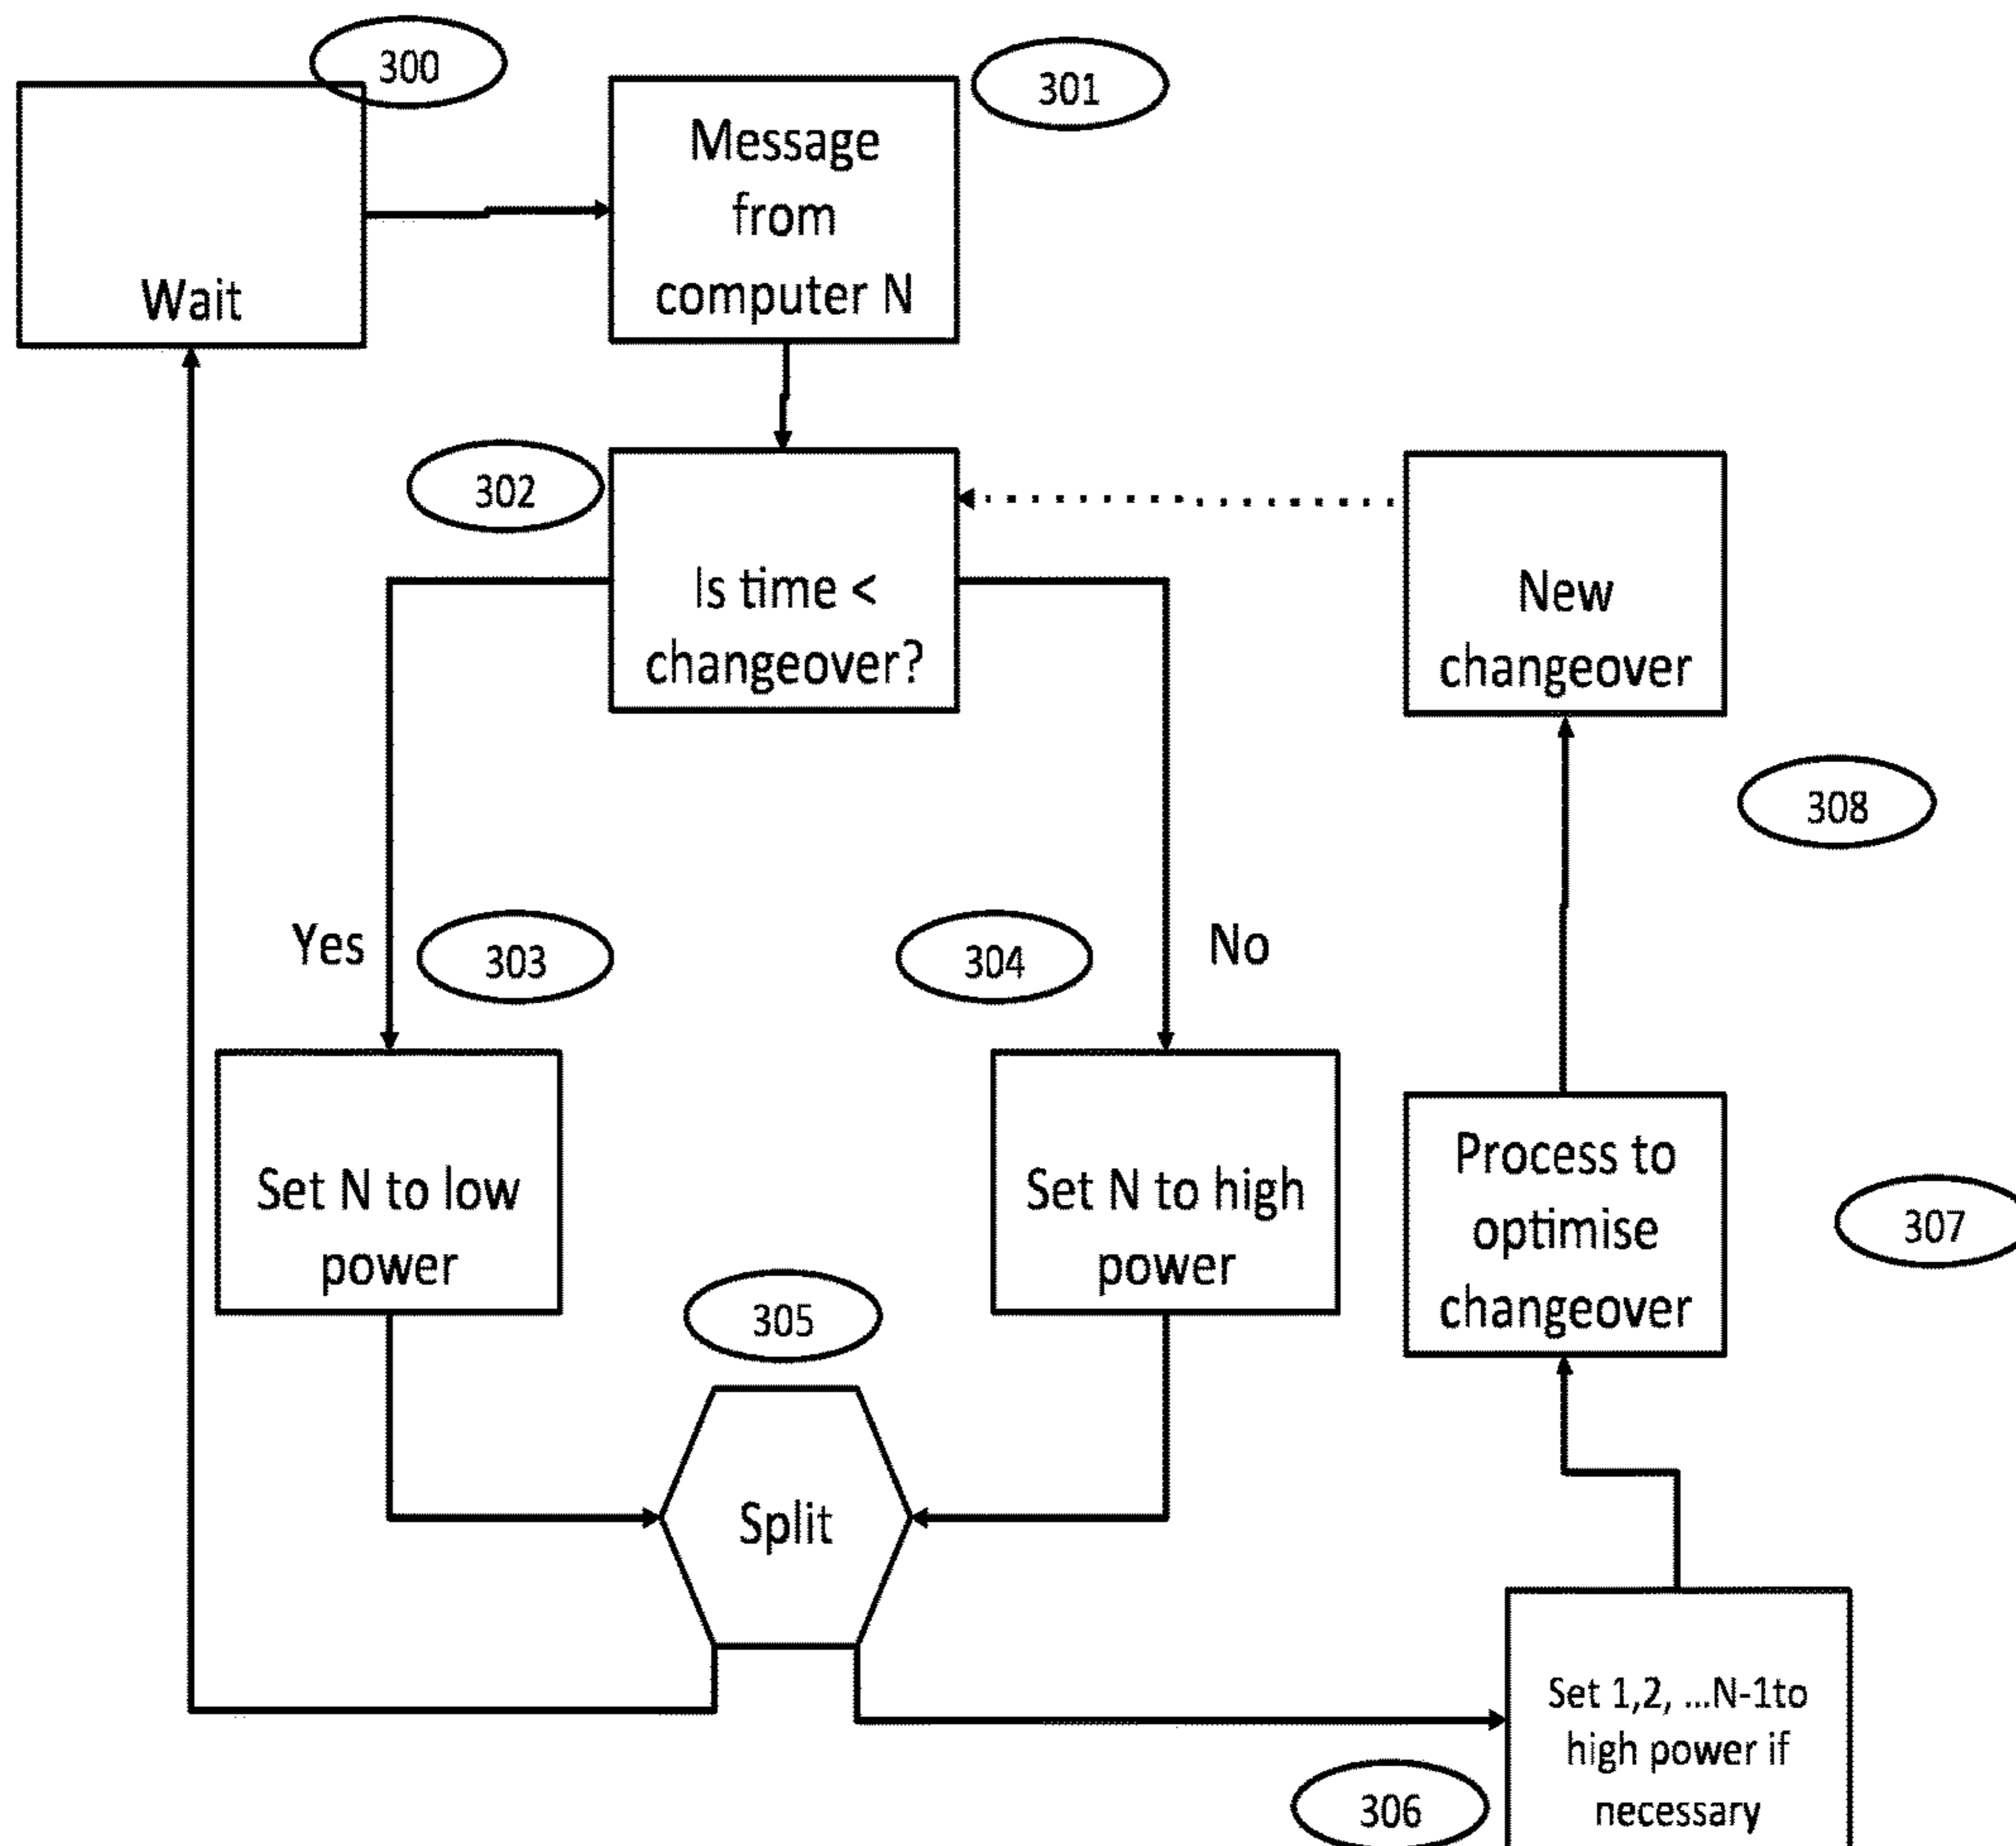 300
Wait
301
Message
from
computer N
302
Is time <
changeover?
New
changeover
308
Yes
303
304
No
Set N to low
power
Set N to high
power
Process to
optimise
changeover
307
305
Split
Set 1,2, ...N-1to
high power if
necessary
306